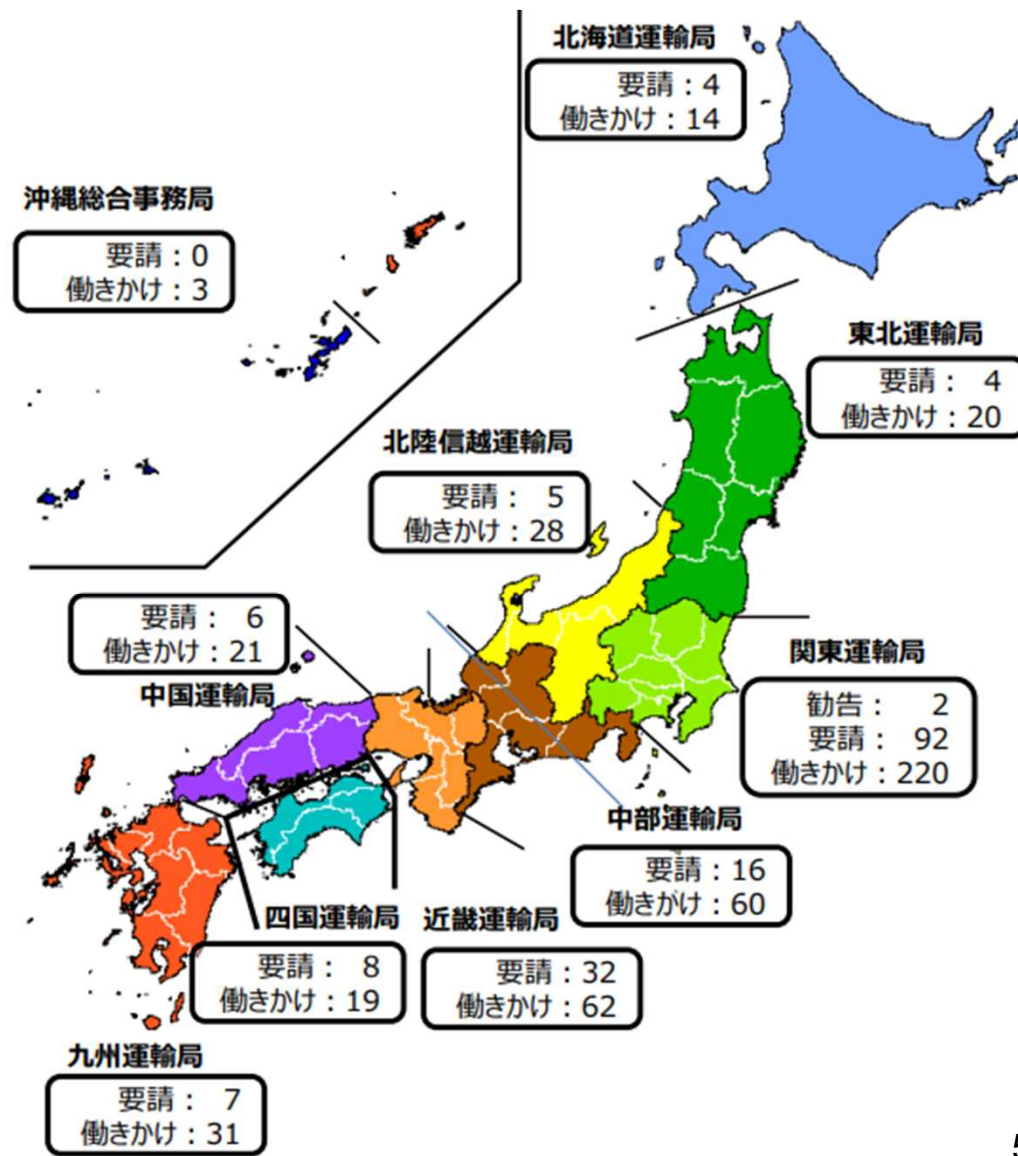 北海道運輸局
要請：4
働きかけ：14
沖縄総合事務局
要請：0
働きかけ：3
東北運輸局
要請：4
働きかけ：20
北陸信越運輸局
要請：5
働きかけ：28
要請：6
働きかけ：21
中国運輸局
関東運輸局
勧告：2
要請：92
働きかけ：220
中部運輸局
要請：16
働きがけ：60
四国運輸局
要請：8
働きかけ：19
近畿運輸局
要請：32
働きかけ：62
九州運輸局
要請：7
働きかけ：31
5